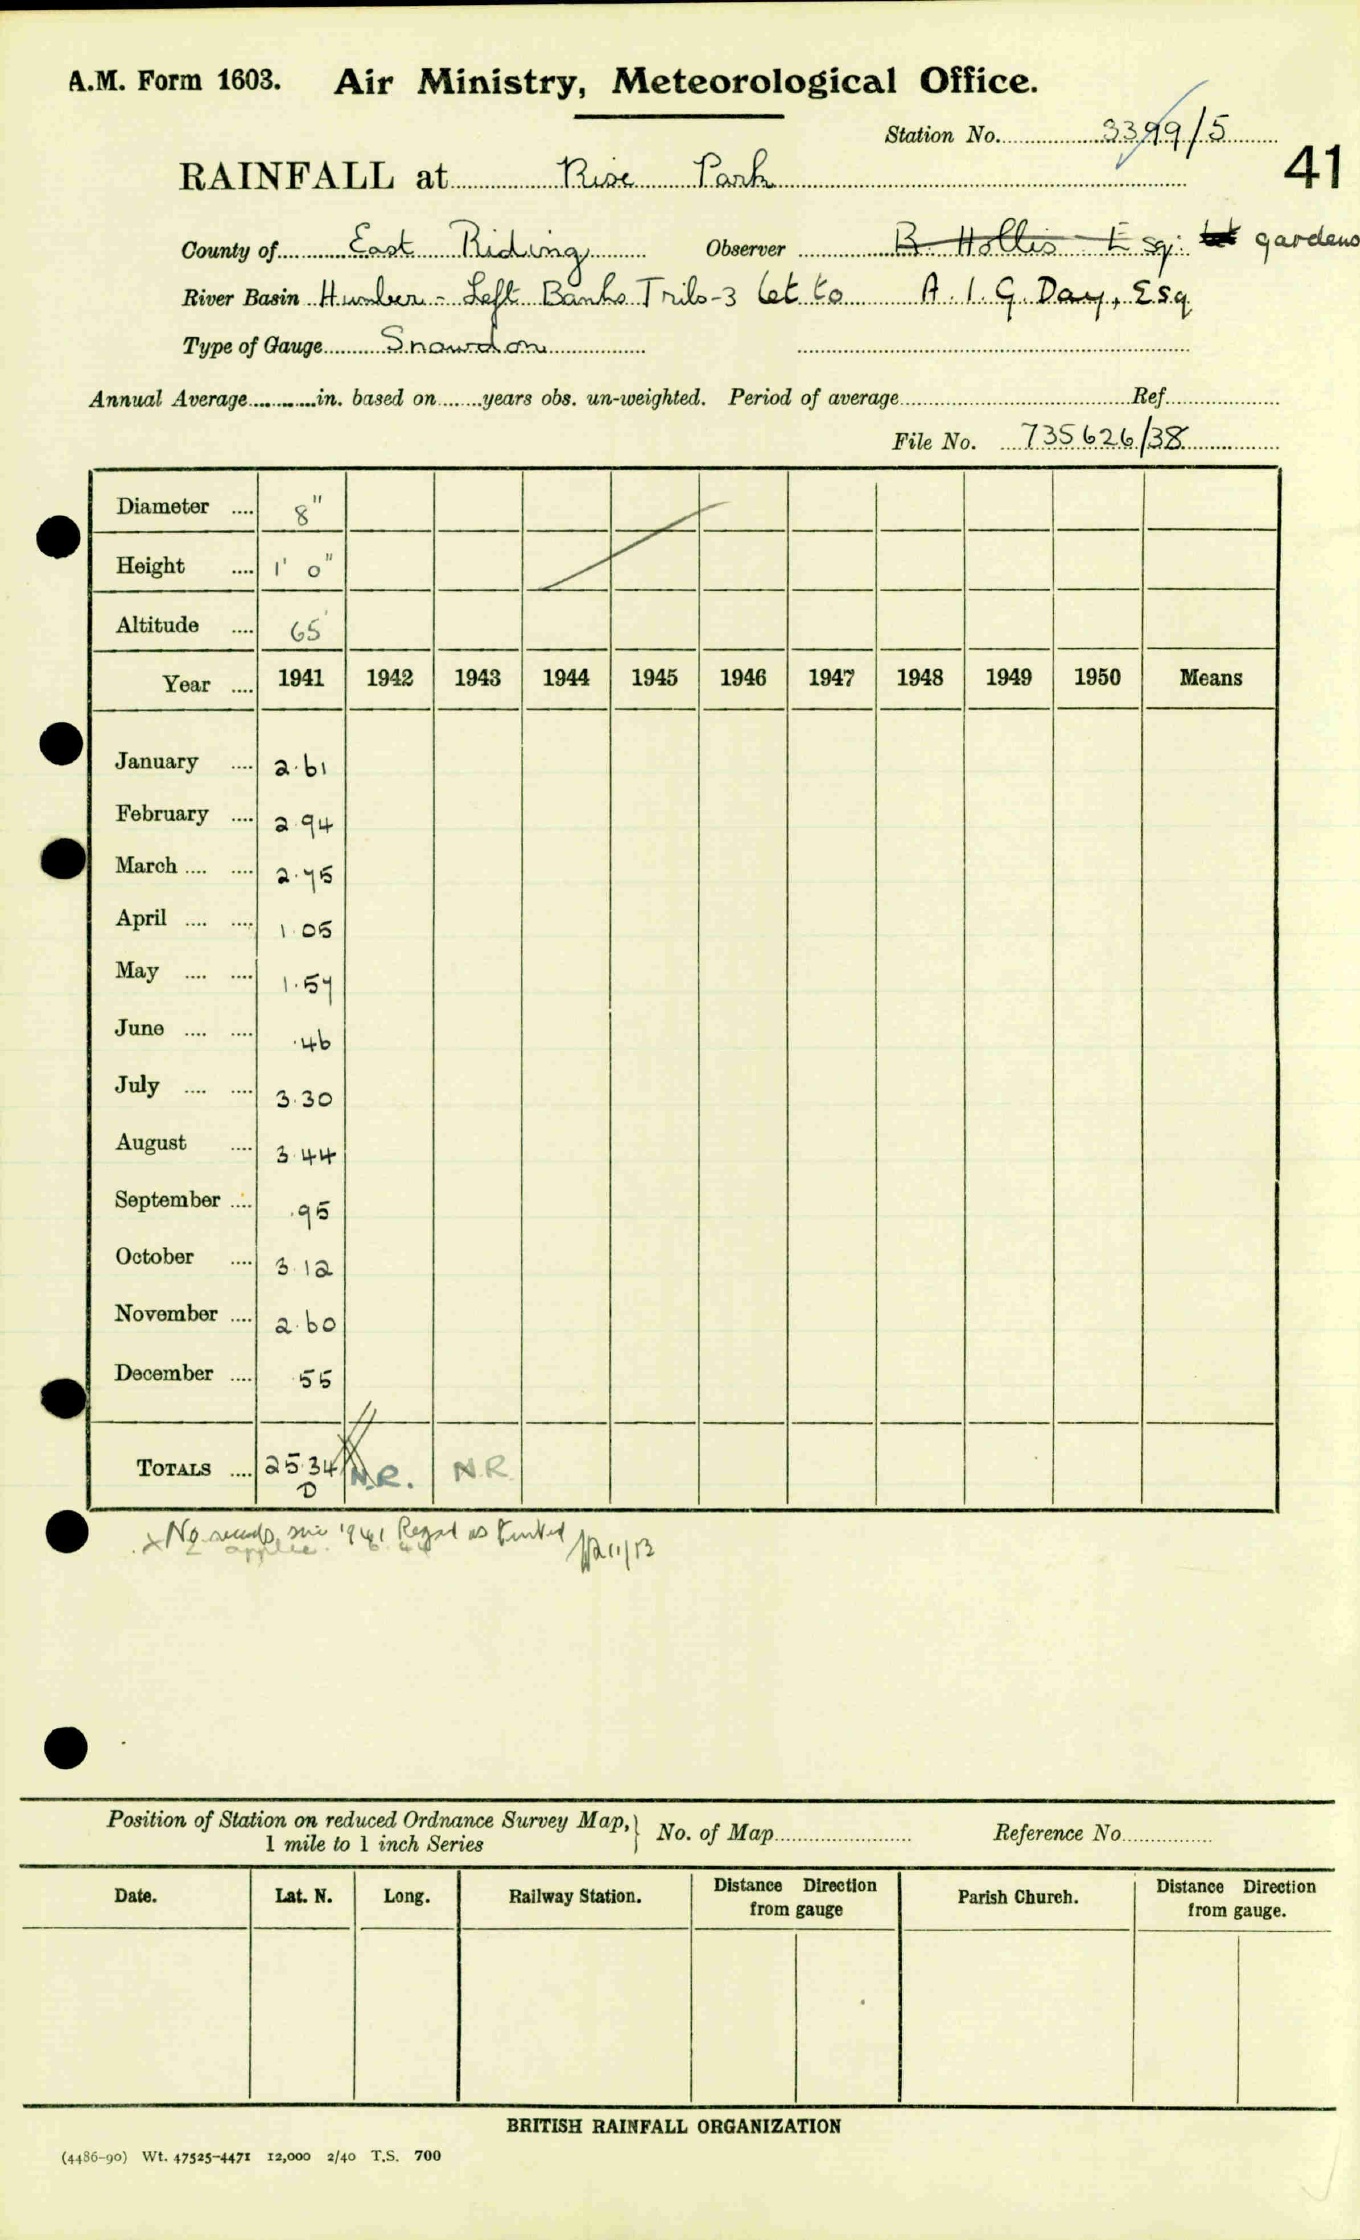 A.M. Form 1603. Air Ministry, Meteorological Office.
Station No. 3399/5
41
RAINFALL at Rise Park
County of East Riding Observer B. Hollis Esq: gardens
River Basin Humber - Left Banks Tribs-3 let to A. I. G. Day, Esq
Type of Gauge Snowdon
Annual Average in. based on years obs. un-weighted. Period of average Ref.
File No. 735626/38
Diameter .... 8"
Height .... 1' 0"
Altitude .... 65'
Year .... 1941 1942 1943 1944 1945 1946 1947 1948 1949 1950 Means
January .... 2.61
February .... 2.94
March .... .... 2.75
April .... .... 1.05
May .... .... 1.57
June .... .... .46
July .... .... 3.30
August .... 3.44
September .... .95
October .... 3.12
November .... 2.60
December .... .55
TOTALS .... 25.34 N.R. N.R.
D
x No records since 1941 Regard as
Position of Station on reduced Ordnance Survey Map, } No. of Map Reference No.
1 mile to 1 inch Series
Date. Lat. N. Long. Railway Station. Distance Direction from gauge Parish Church. Distance Direction from gauge.
BRITISH RAINFALL ORGANIZATION
(4486-90) Wt. 47525-4471 12,000 2/40 T.S. 700